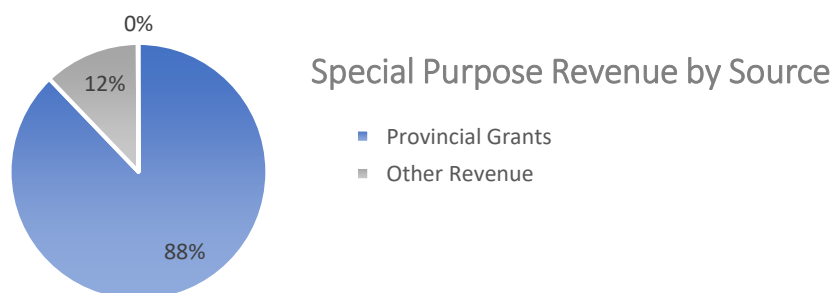 0%
12%
Special Purpose Revenue by Source
Provincial Grants
Other Revenue
88%